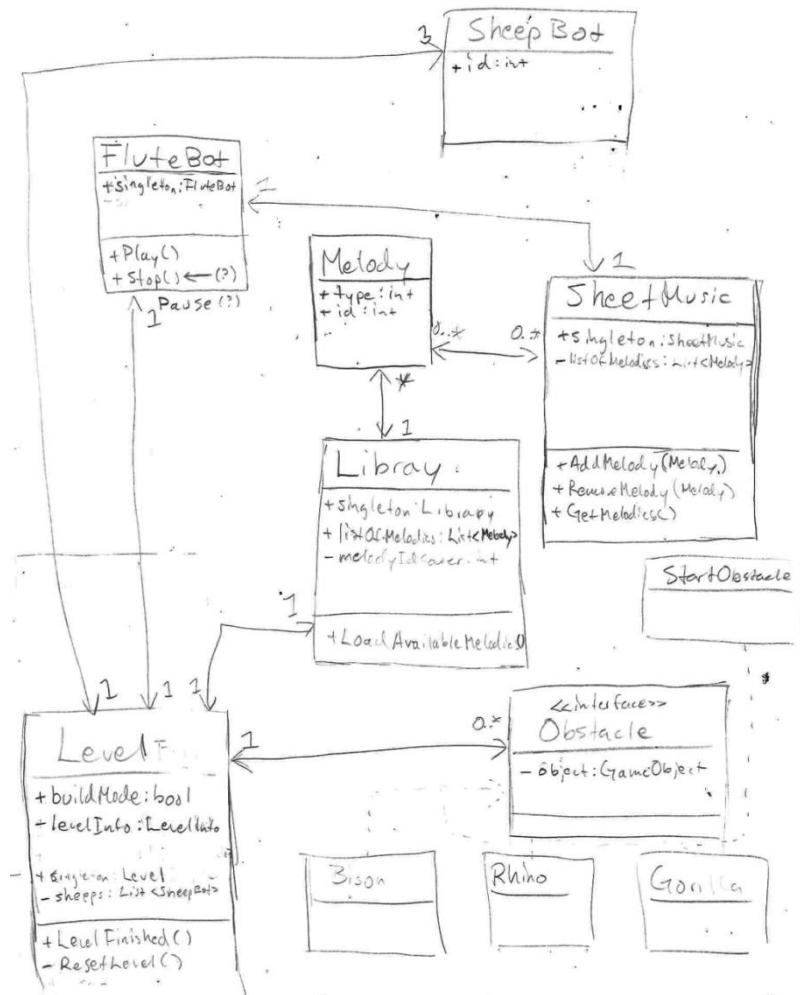 3
SheepBot
+id:int
FluteBot
+singleton:FluteBot
+Play()
+Stop()←(?)
Pause(?)
1
1
1
Melody
+type:int
+id:int
0..*
0..*
*
1
SheetMusic
+singleton:SheetMusic
-listOfMelodies:List<Melody>
+AddMelody(Melody)
+RemoveMelody(Melody)
+GetMelodies()
Libray
+singleton:Library
+listOfMelodies:List<Melody>
+LoadAvailableMelodies()
1
StartObstacle
1
1
1
Level
+buildMode:bool
+levelInfo:LevelInfo
+singleton:Level
-sheeps:List<SheepBot>
+LevelFinished()
-ResetLevel()
1
0.*
<<interface>>
Obstacle
-object:GameObject
Bison
Rhino
Gorilla